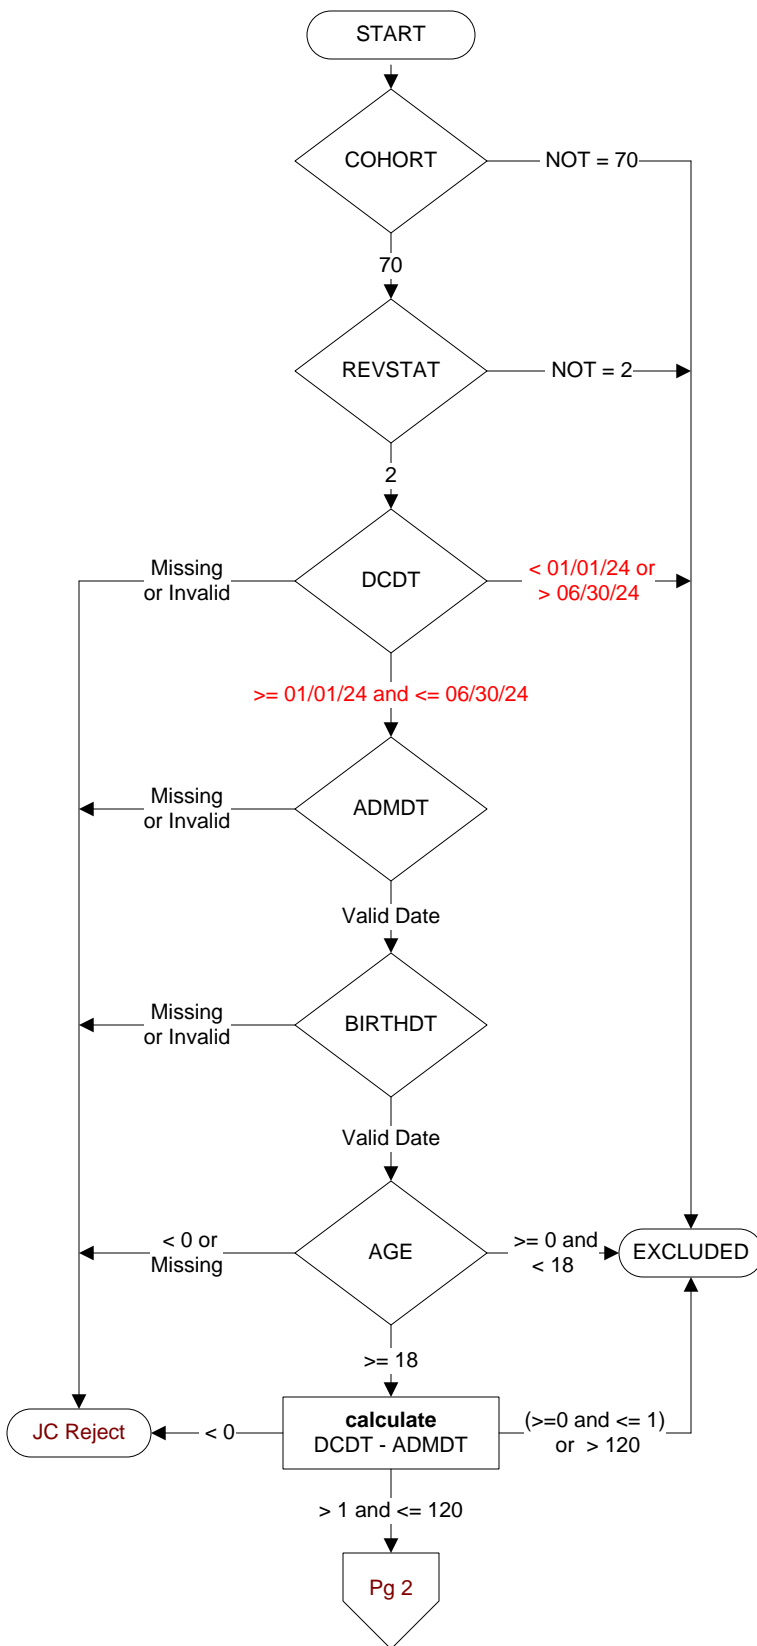 START
COHORT
NOT = 70
70
REVSTAT
NOT = 2
2
Missing
or Invalid
DCDT
< 01/01/24 or
> 06/30/24
>= 01/01/24 and <= 06/30/24
Missing
or Invalid
ADMDT
Valid Date
Missing
or Invalid
BIRTHDT
Valid Date
< 0 or
Missing
AGE
>= 0 and
< 18
EXCLUDED
>= 18
JC Reject
< 0
calculate
DCDT - ADMDT
(>=0 and <= 1)
or > 120
> 1 and <= 120
Pg 2